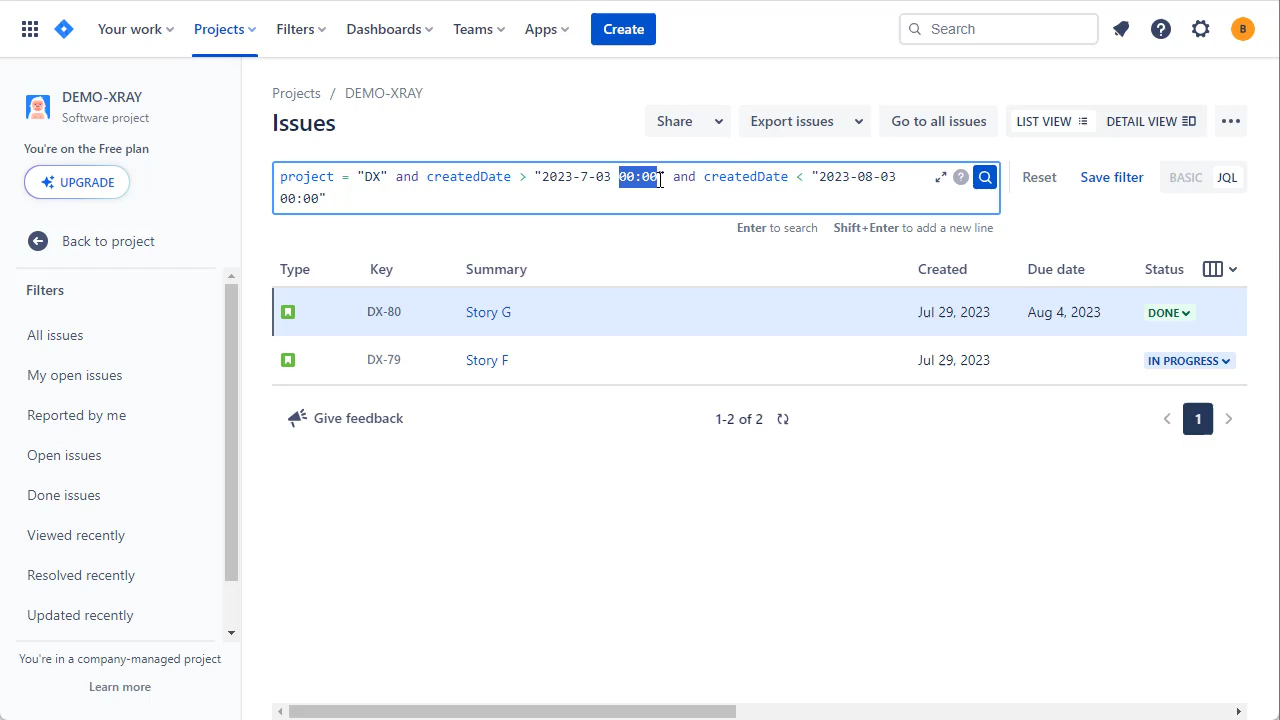 Your work
Projects
Filters
Dashboards
Teams
Apps
Create
Search
B
DEMO-XRAY
Software project
You're on the Free plan
UPGRADE
Back to project
Filters
All issues
My open issues
Reported by me
Open issues
Done issues
Viewed recently
Resolved recently
Updated recently
You're in a company-managed project
Learn more
Projects / DEMO-XRAY
Issues
Share
Export issues
Go to all issues
LIST VIEW
DETAIL VIEW
project = "DX" and createdDate > "2023-7-03 00:00" and createdDate < "2023-08-03
00:00"
Reset
Save filter
BASIC
JQL
Enter to search Shift+Enter to add a new line
Type Key Summary Created Due date Status
DX-80 Story G Jul 29, 2023 Aug 4, 2023 DONE
DX-79 Story F Jul 29, 2023 IN PROGRESS
Give feedback
1-2 of 2
1